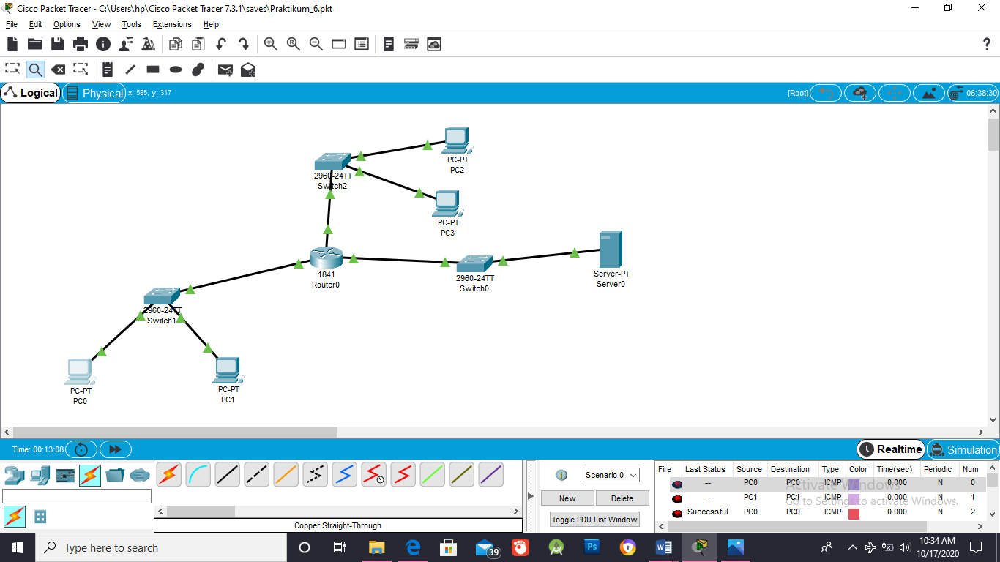 Cisco Packet Tracer - C:\Users\hp\Cisco Packet Tracer 7.3.1\saves\Praktikum_6.pkt
File Edit Options View Tools Extensions Help
?
Logical Physical x: 585, y: 317 [Root] 06:38:30
PC-PT
PC2
2960-24TT
Switch2
PC-PT
PC3
1841
Router0
2960-24TT
Switch0
Server-PT
Server0
2960-24TT
Switch1
PC-PT
PC0
PC-PT
PC1
Time: 00:13:08 Realtime Simulation
Scenario 0
New Delete
Toggle PDU List Window
Copper Straight-Through
Fire Last Status Source Destination Type Color Time(sec) Periodic Num
-- PC0 PC0 ICMP 0.000 N 0
-- PC1 PC1 ICMP 0.000 N 1
Successful PC0 PC0 ICMP 0.000 N 2
Activate Windows
Go to Settings to activate Windows.
Type here to search
39
Ps
10:34 AM
10/17/2020